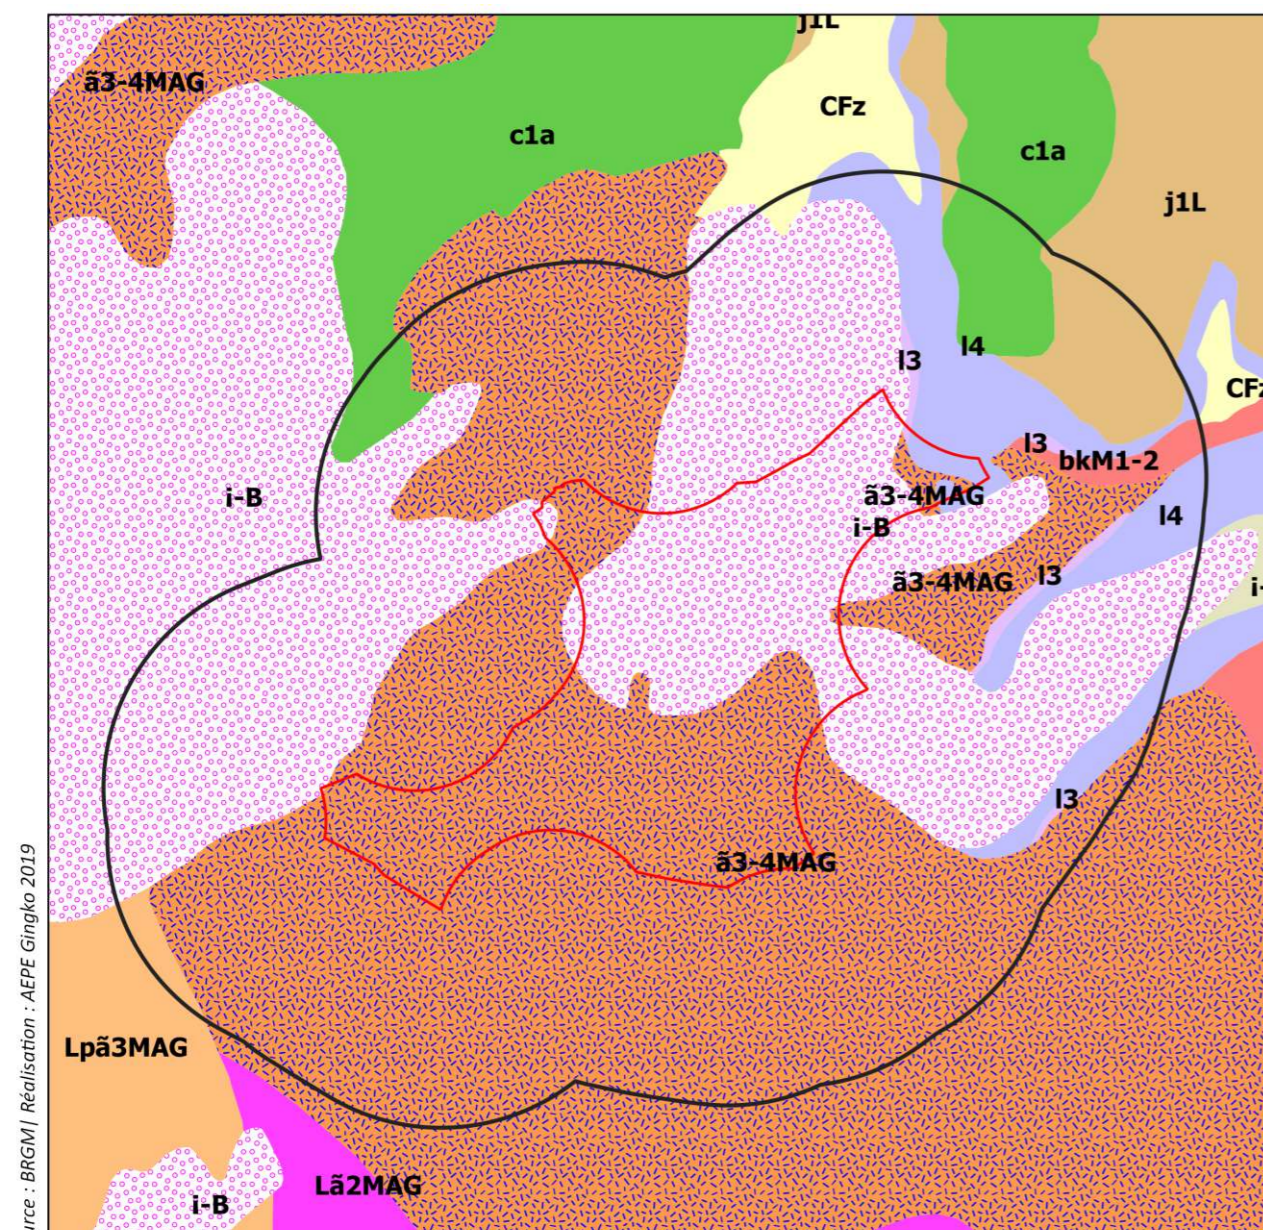 j1L
ã3-4MAG
CFz
c1a
c1a
j1L
l3
l4
CFz
l3
bkM1-2
i-B
ã3-4MAG
l4
i-B
l3
ã3-4MAG
i-
l3
ã3-4MAG
Lpã3MAG
Lã2MAG
i-B
urce : BRGM| Réalisation : AEPE Gingko 2019